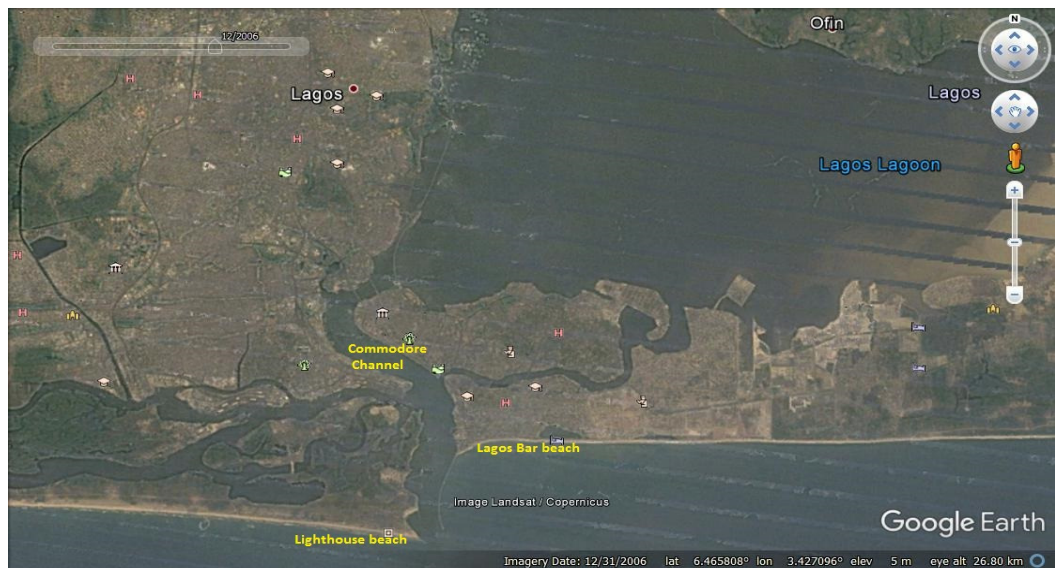 12/2006
Ofin
N
Lagos
Lagos
Lagos Lagoon
Commodore
Channel
Lagos Bar beach
Image Landsat / Copernicus
Google Earth
Lighthouse beach
Imagery Date: 12/31/2006 lat 6.465808° lon 3.427096° elev 5 m eye alt 26.80 km